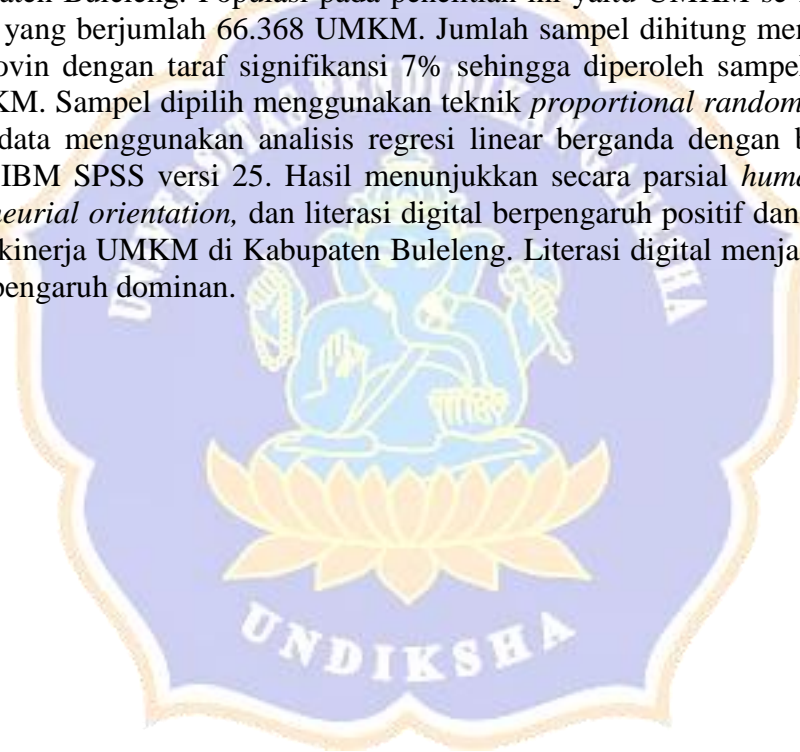 aten Buleleng. Populasi pada penelitian ini yaitu UMKM se
yang berjumlah 66.368 UMKM. Jumlah sampel dihitung men
ovin dengan taraf signifikansi 7% sehingga diperoleh sampel
KM. Sampel dipilih menggunakan teknik proportional random
data menggunakan analisis regresi linear berganda dengan b
IBM SPSS versi 25. Hasil menunjukkan secara parsial huma
neurial orientation, dan literasi digital berpengaruh positif dan
kinerja UMKM di Kabupaten Buleleng. Literasi digital menja
pengaruh dominan.
UNDIKSHA